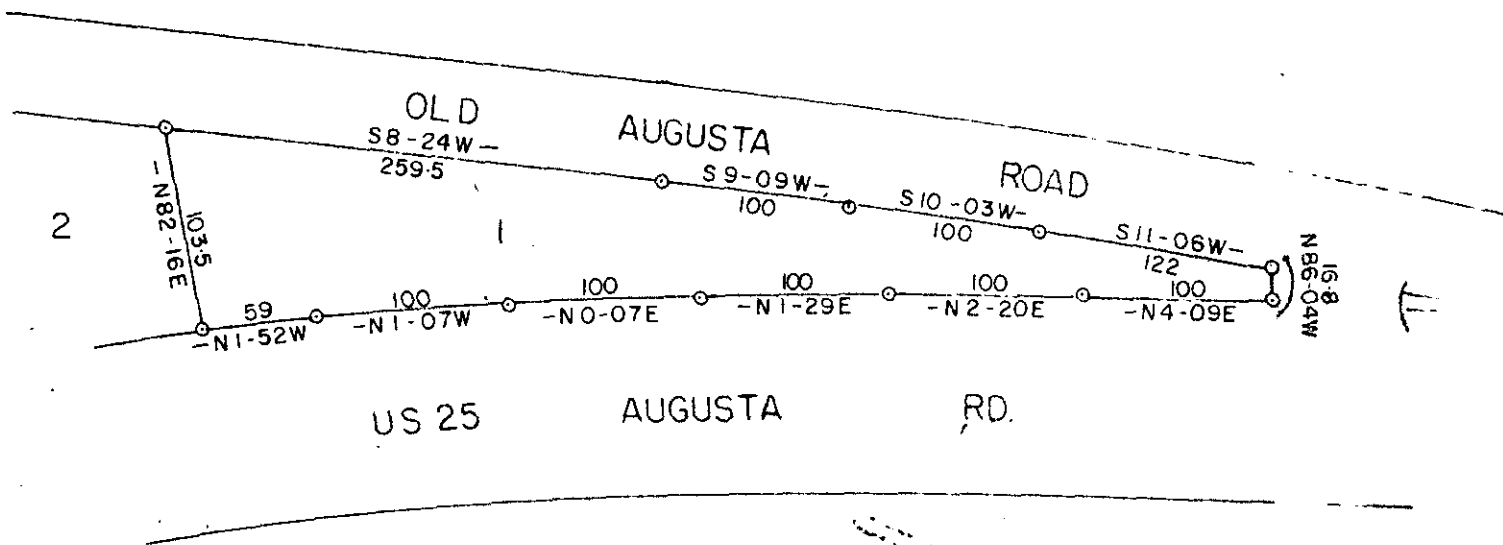 OLD AUGUSTA ROAD
S8-24W-
259.5
S9-09W-
100
S10-03W-
100
S11-06W-
122
16.8
N86-04W
2
1
103.5
-N82-16E
59
-N1-52W
100
-N1-07W
100
-N0-07E
100
-N1-29E
100
-N2-20E
100
-N4-09E
US 25 AUGUSTA RD.